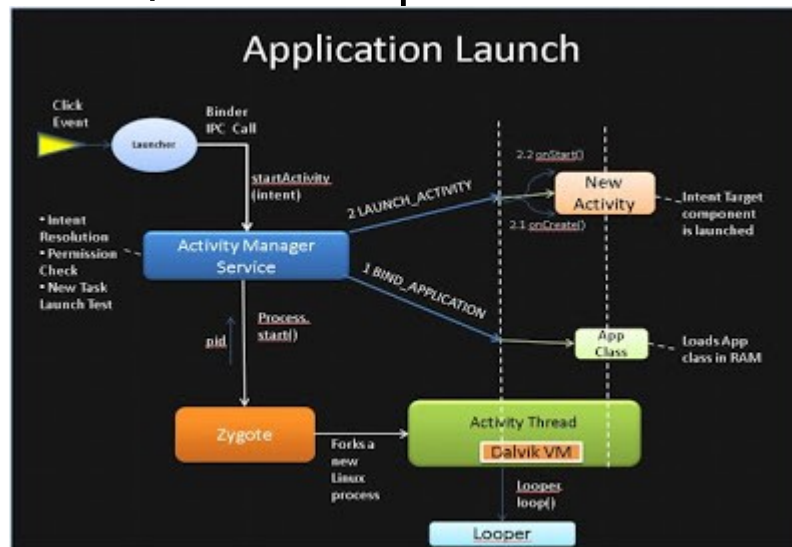 Application Launch
Click
Event
Launcher
Binder
IPC Call
startActivity
(intent)
• Intent
Resolution
• Permission
Check
• New Task
Launch Test
Activity Manager
Service
2 LAUNCH_ACTIVITY
2.2 onStart()
New
Activity
2.1 onCreate()
Intent Target
component
is launched
1 BIND_APPLICATION
App
Class
Loads App
class in RAM
pid
Process.
start()
Zygote
Forks a
new
Linux
process
Activity Thread
Dalvik VM
Looper.
loop()
Looper